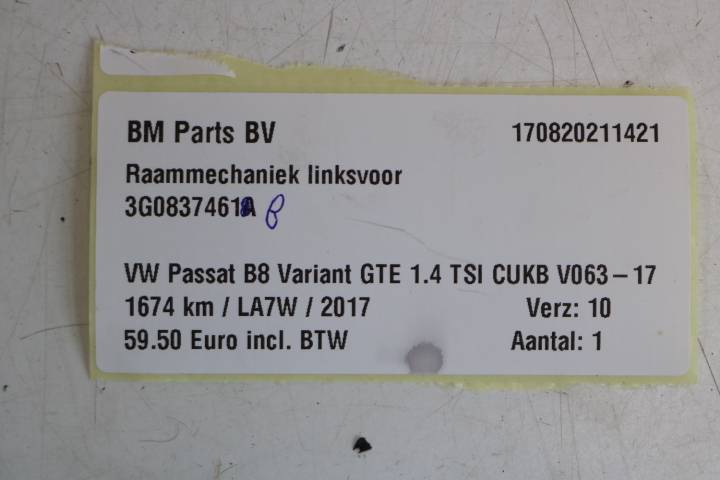 BM Parts BV 170820211421
Raammechaniek linksvoor
3G0837461A B
VW Passat B8 Variant GTE 1.4 TSI CUKB V063-17
1674 km / LA7W / 2017 Verz: 10
59.50 Euro incl. BTW Aantal: 1